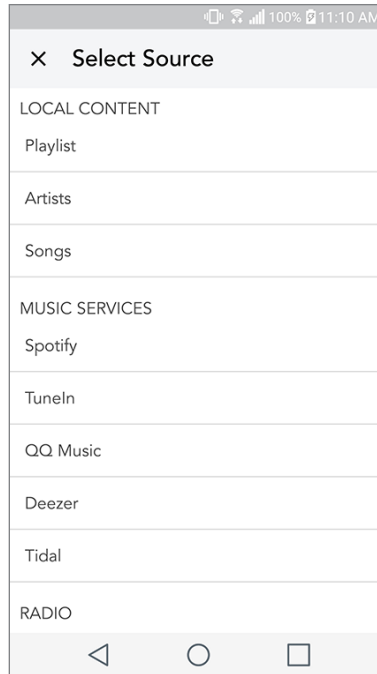 100% 11:10 AM
Select Source
LOCAL CONTENT
Playlist
Artists
Songs
MUSIC SERVICES
Spotify
TuneIn
QQ Music
Deezer
Tidal
RADIO